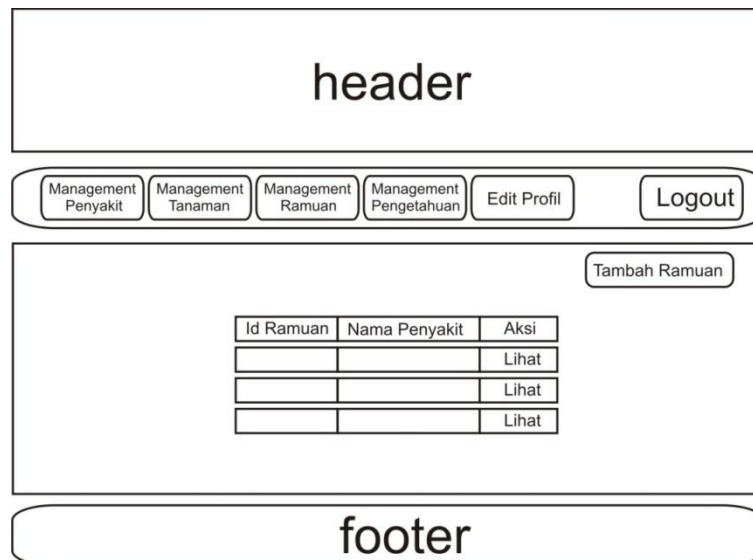 header
Management Penyakit
Management Tanaman
Management Ramuan
Management Pengetahuan
Edit Profil
Logout
Tambah Ramuan
Id Ramuan Nama Penyakit Aksi
Lihat
Lihat
Lihat
footer